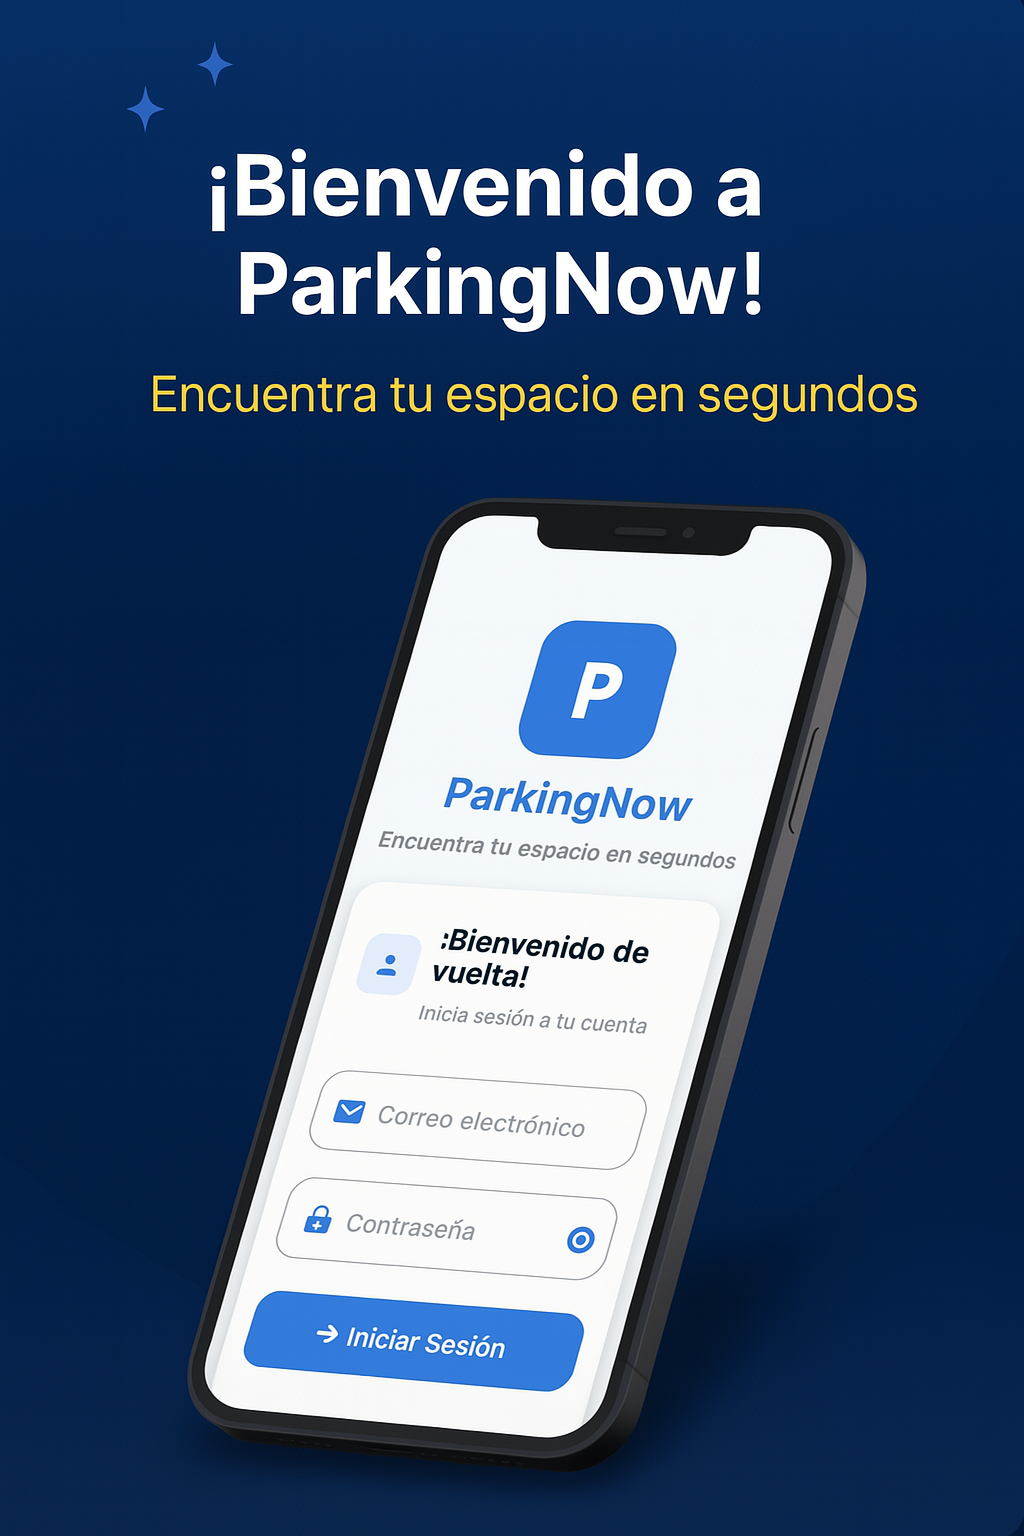 ¡Bienvenido a
ParkingNow!
Encuentra tu espacio en segundos
P
ParkingNow
Encuentra tu espacio en segundos
:Bienvenido de
vuelta!
Inicia sesión a tu cuenta
Correo electrónico
Contraseña
Iniciar Sesión